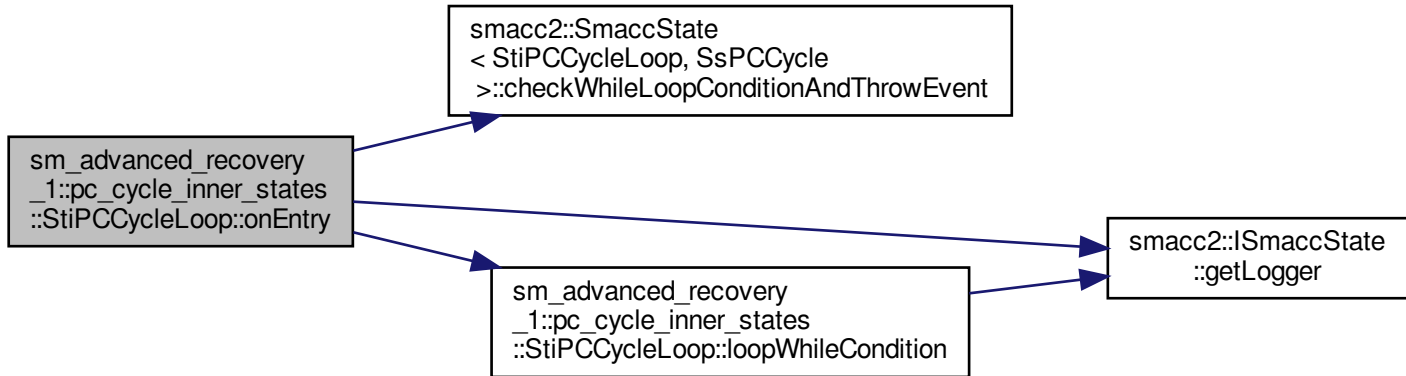 smacc2::SmaccState
< StiPCCycleLoop, SsPCCycle
>::checkWhileLoopConditionAndThrowEvent
sm_advanced_recovery
_1::pc_cycle_inner_states
::StiPCCycleLoop::onEntry
smacc2::ISmaccState
::getLogger
sm_advanced_recovery
_1::pc_cycle_inner_states
::StiPCCycleLoop::loopWhileCondition